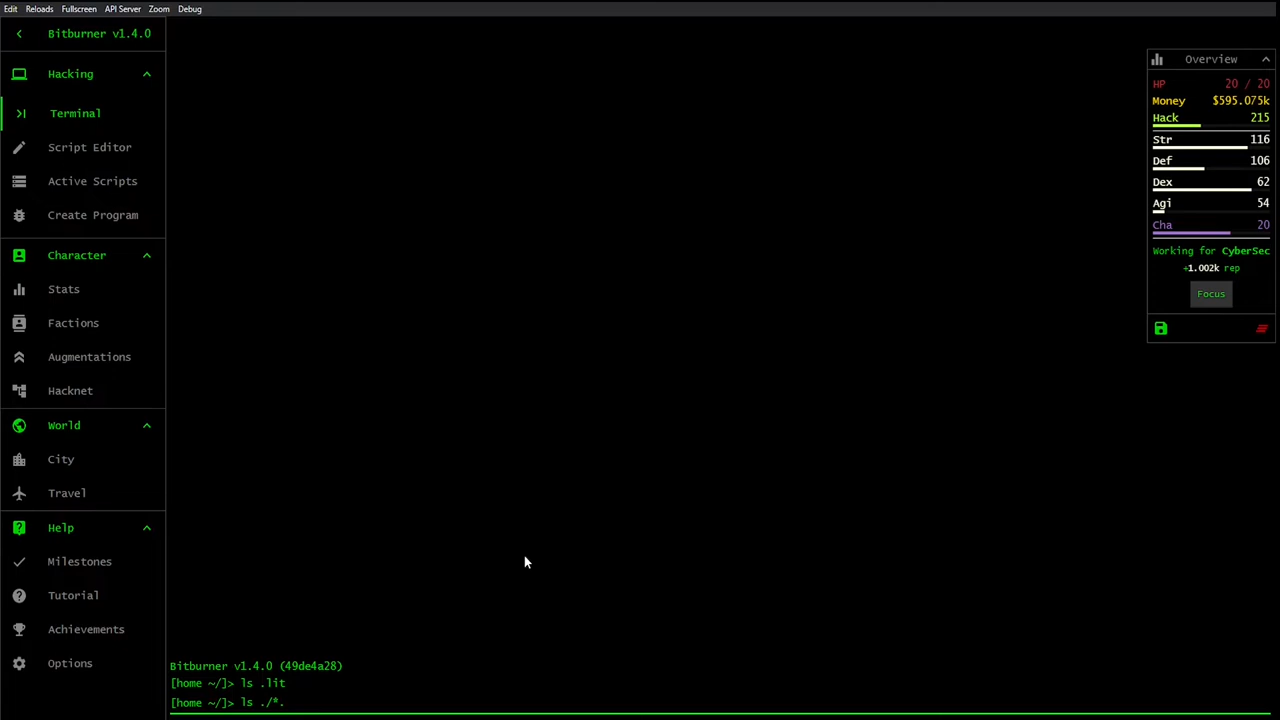 Edit Reloads Fullscreen API Server Zoom Debug
Bitburner v1.4.0
Hacking
Terminal
Script Editor
Active Scripts
Create Program
Character
Stats
Factions
Augmentations
Hacknet
World
City
Travel
Help
Milestones
Tutorial
Achievements
Options
Overview
HP 20 / 20
Money $595.075k
Hack 215
Str 116
Def 106
Dex 62
Agi 54
Cha 20
Working for CyberSec
+1.002k rep
Focus
Bitburner v1.4.0 (49de4a28)
[home ~/]> ls .lit
[home ~/]> ls ./*.